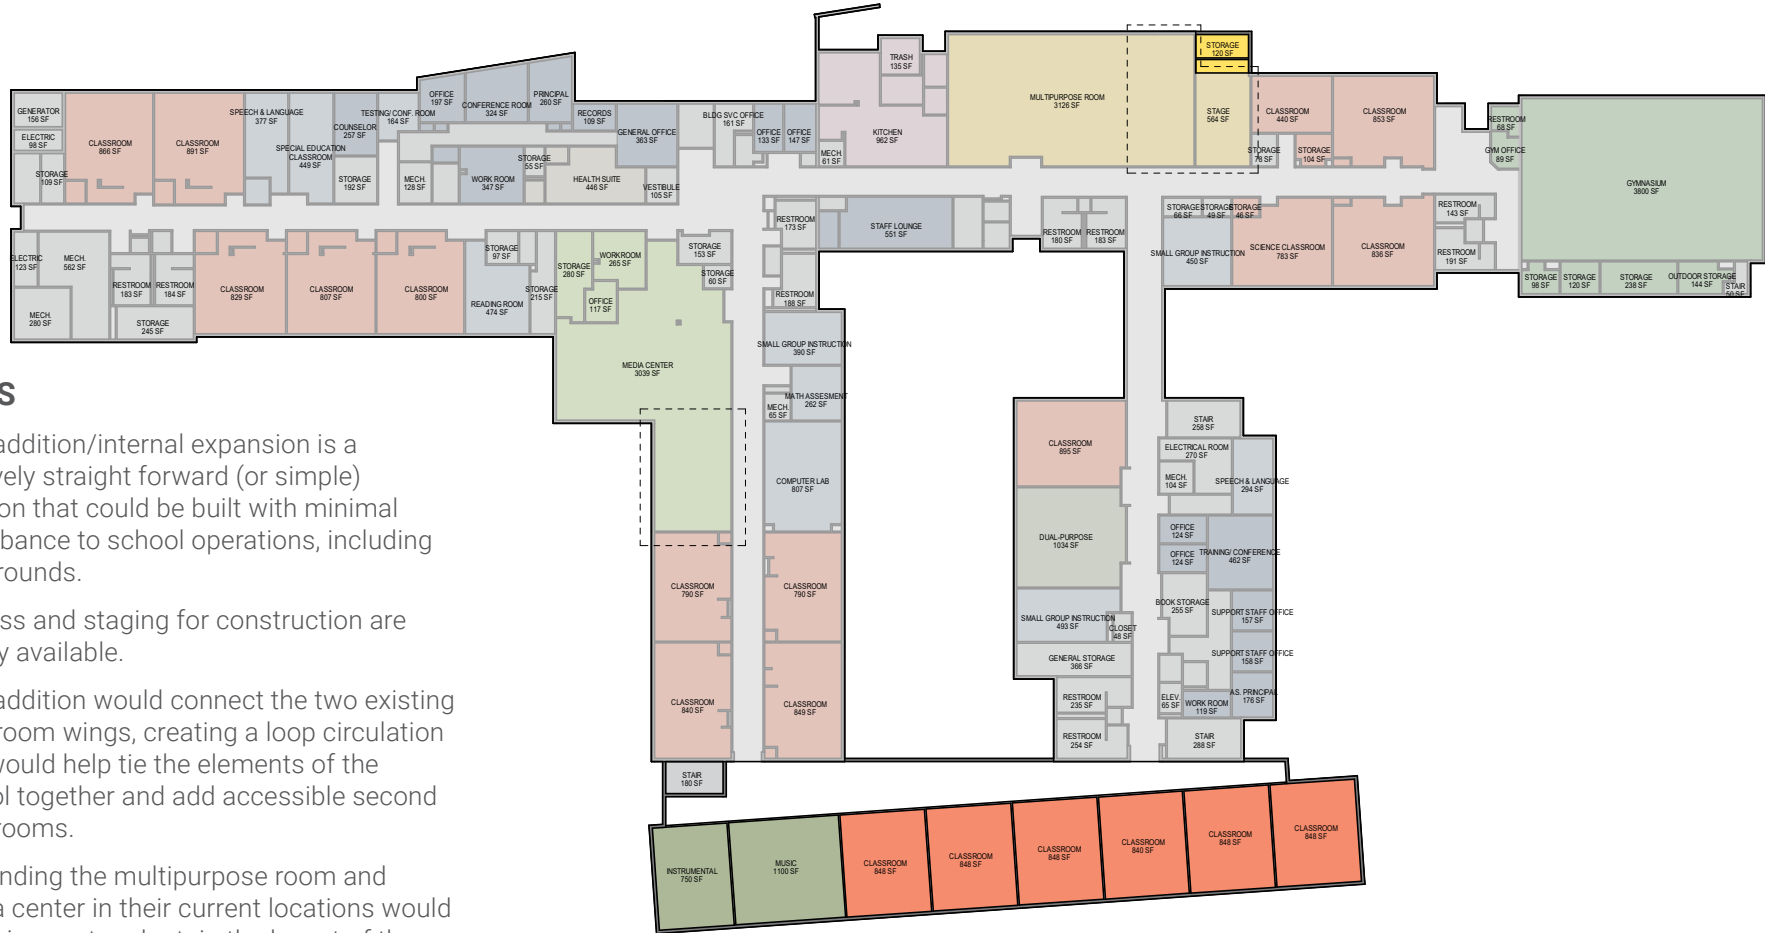 TRASH
135 SF
STORAGE
120 SF
MULTIPURPOSE ROOM
3126 SF
STAGE
564 SF
CLASSROOM
440 SF
CLASSROOM
853 SF
STORAGE
78 SF
STORAGE
104 SF
RESTROOM
68 SF
GYM OFFICE
89 SF
GYMNASIUM
3600 SF
GENERATOR
156 SF
ELECTRIC
98 SF
STORAGE
109 SF
CLASSROOM
866 SF
CLASSROOM
891 SF
SPEECH & LANGUAGE
377 SF
SPECIAL EDUCATION
CLASSROOM
449 SF
COUNSELOR
257 SF
STORAGE
192 SF
TESTING/ CONF. ROOM
164 SF
OFFICE
197 SF
CONFERENCE ROOM
324 SF
PRINCIPAL
260 SF
RECORDS
109 SF
GENERAL OFFICE
363 SF
MECH.
128 SF
WORK ROOM
347 SF
STORAGE
55 SF
HEALTH SUITE
446 SF
VESTIBULE
105 SF
BLDG SVC OFFICE
161 SF
OFFICE
133 SF
OFFICE
147 SF
MECH.
61 SF
KITCHEN
962 SF
ELECTRIC
123 SF
MECH.
562 SF
MECH.
280 SF
RESTROOM
183 SF
RESTROOM
184 SF
STORAGE
245 SF
CLASSROOM
829 SF
CLASSROOM
807 SF
CLASSROOM
800 SF
STORAGE
97 SF
READING ROOM
474 SF
STORAGE
215 SF
STORAGE
280 SF
WORKROOM
265 SF
OFFICE
117 SF
STORAGE
153 SF
STORAGE
60 SF
MEDIA CENTER
3039 SF
RESTROOM
173 SF
RESTROOM
188 SF
STAFF LOUNGE
551 SF
RESTROOM
180 SF
RESTROOM
183 SF
STORAGE
66 SF
STORAGE
49 SF
STORAGE
46 SF
SMALL GROUP INSTRUCTION
450 SF
SCIENCE CLASSROOM
783 SF
CLASSROOM
836 SF
RESTROOM
143 SF
RESTROOM
191 SF
STORAGE
98 SF
STORAGE
120 SF
STORAGE
238 SF
OUTDOOR STORAGE
144 SF
STAIR
50 SF
SMALL GROUP INSTRUCTION
390 SF
MATH ASSESMENT
262 SF
MECH.
65 SF
COMPUTER LAB
807 SF
CLASSROOM
790 SF
CLASSROOM
790 SF
CLASSROOM
840 SF
CLASSROOM
849 SF
STAIR
180 SF
CLASSROOM
895 SF
DUAL-PURPOSE
1034 SF
SMALL GROUP INSTRUCTION
493 SF
CLOSET
48 SF
GENERAL STORAGE
366 SF
RESTROOM
235 SF
RESTROOM
254 SF
STAIR
258 SF
ELECTRICAL ROOM
270 SF
MECH.
104 SF
SPEECH & LANGUAGE
294 SF
OFFICE
124 SF
OFFICE
124 SF
TRAINING/ CONFERENCE
462 SF
BOOK STORAGE
255 SF
SUPPORT STAFF OFFICE
157 SF
SUPPORT STAFF OFFICE
158 SF
ELEV.
65 SF
WORK ROOM
119 SF
AS. PRINCIPAL
176 SF
STAIR
288 SF
INSTRUMENTAL
750 SF
MUSIC
1100 SF
CLASSROOM
848 SF
CLASSROOM
848 SF
CLASSROOM
848 SF
CLASSROOM
840 SF
CLASSROOM
848 SF
CLASSROOM
848 SF
S
addition/internal expansion is a
vely straight forward (or simple)
on that could be built with minimal
bance to school operations, including
rounds.
ss and staging for construction are
y available.
addition would connect the two existing
room wings, creating a loop circulation
would help tie the elements of the
ol together and add accessible second
rooms.
nding the multipurpose room and
a center in their current locations would